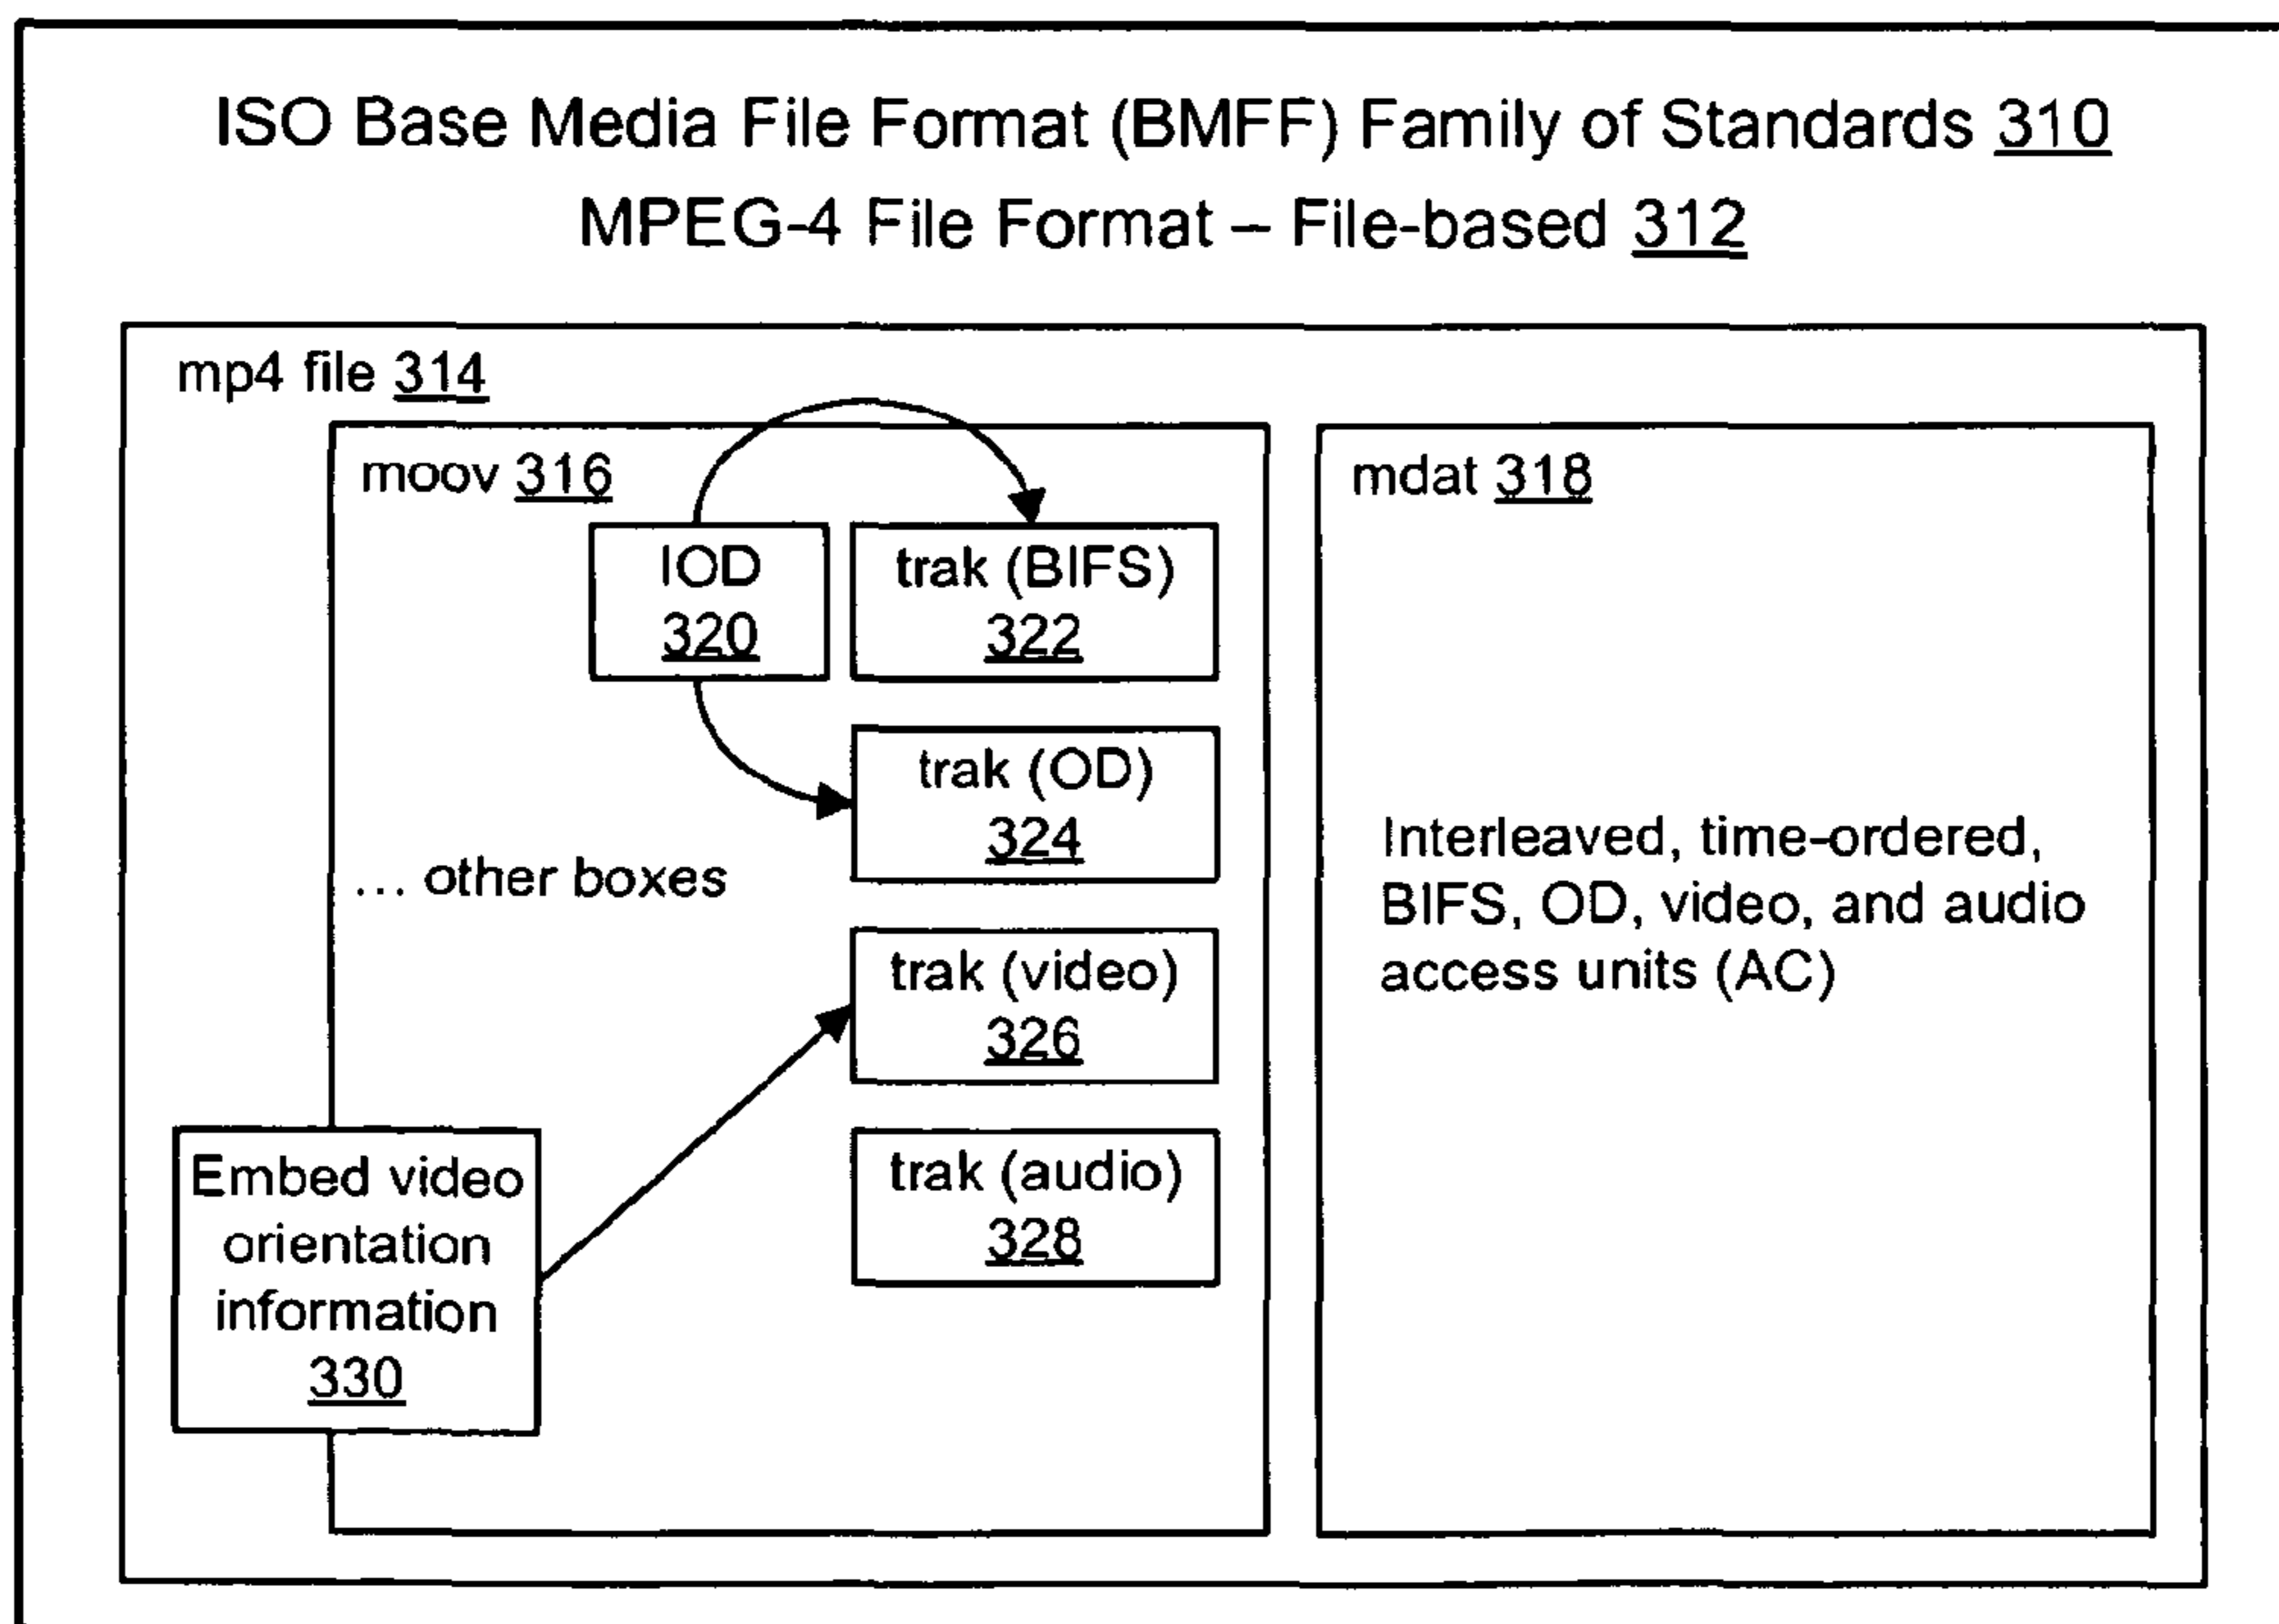 ISO Base Media File Format (BMFF) Family of Standards 310
MPEG-4 File Format – File-based 312
mp4 file 314
moov 316
IOD
320
trak (BIFS)
322
trak (OD)
324
... other boxes
trak (video)
326
Embed video
orientation
information
330
trak (audio)
328
mdat 318
Interleaved, time-ordered,
BIFS, OD, video, and audio
access units (AC)